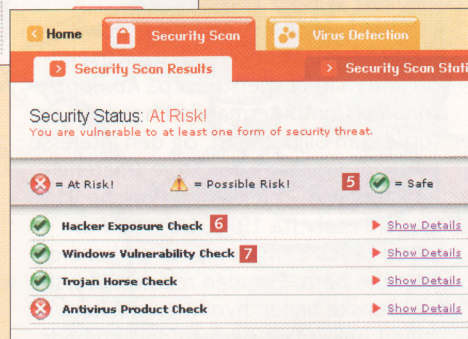 Home Security Scan Virus Detection
Security Scan Results Security Scan
Security Status: At Risk!
You are vulnerable to at least one form of security threat.
= At Risk! = Possible Risk! 5 = Safe
Hacker Exposure Check 6 Show Details
Windows Vulnerability Check 7 Show Details
Trojan Horse Check Show Details
Antivirus Product Check Show Details